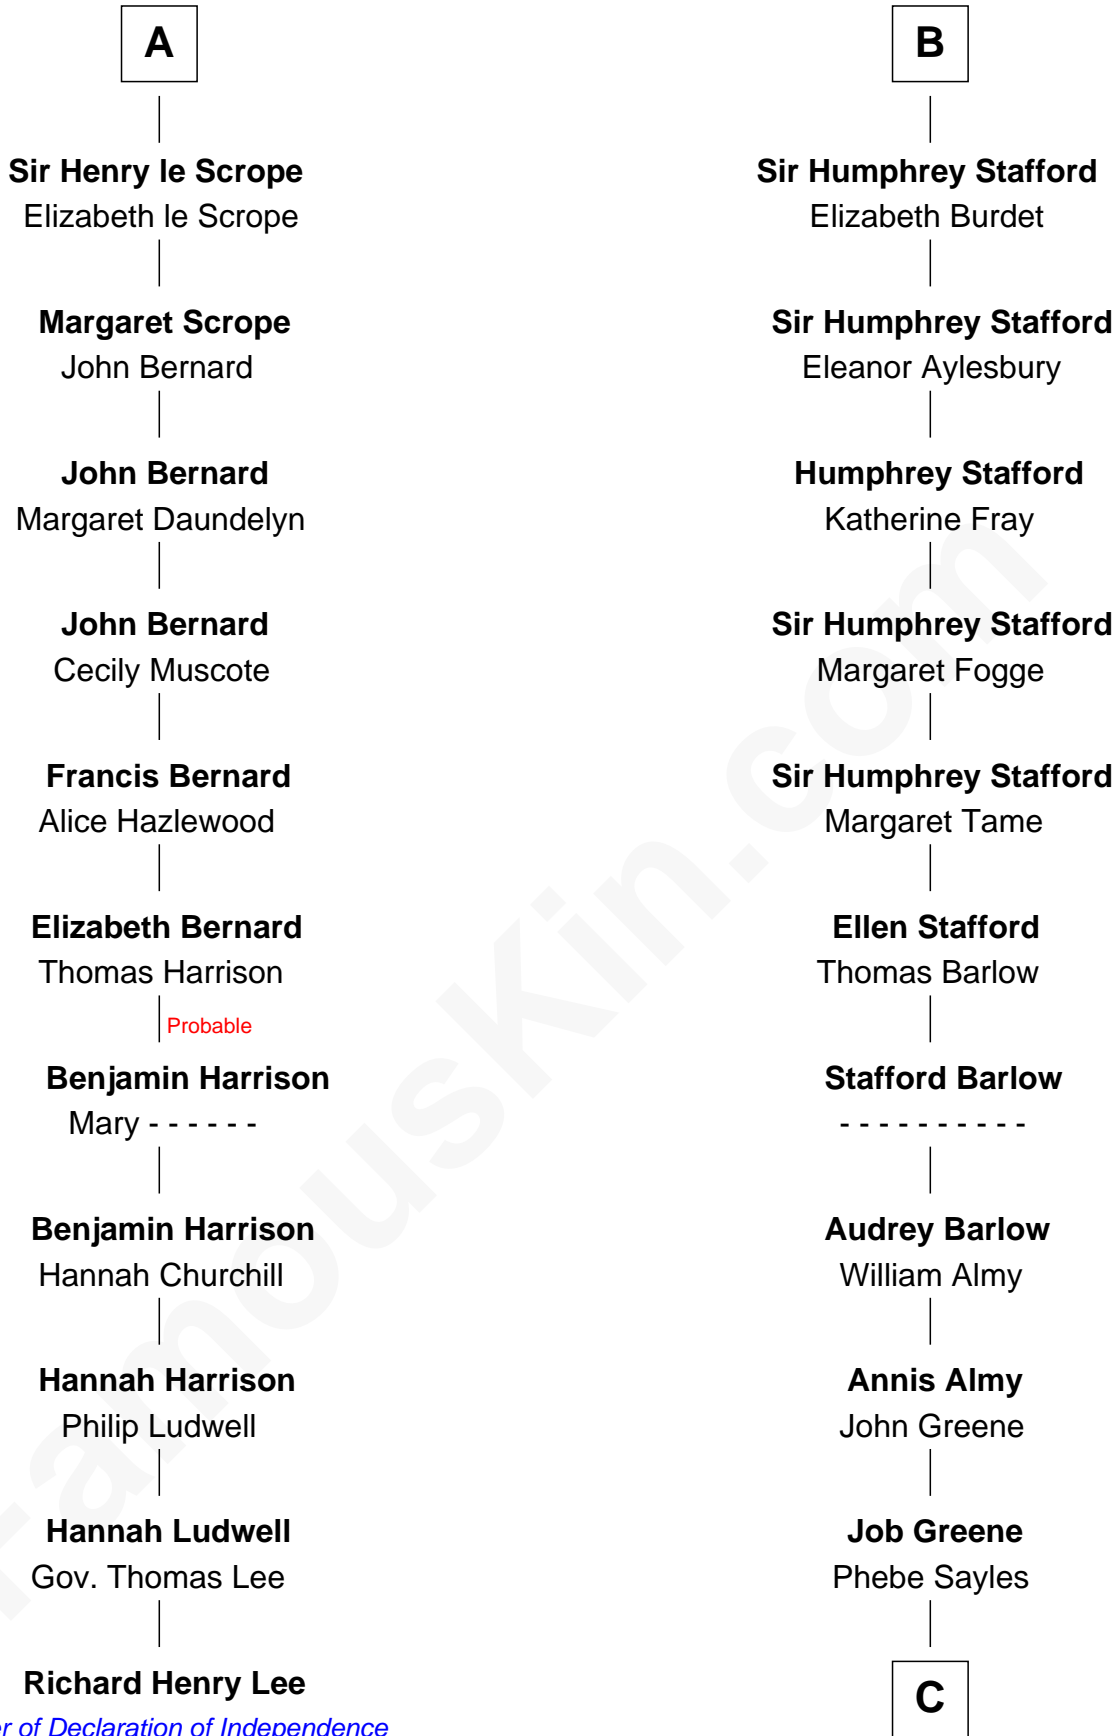 A
Sir Henry le Scrope
Elizabeth le Scrope
Margaret Scrope
John Bernard
John Bernard
Margaret Daundelyn
John Bernard
Cecily Muscote
Francis Bernard
Alice Hazlewood
Elizabeth Bernard
Thomas Harrison
Probable
Benjamin Harrison
Mary - - - - - -
Benjamin Harrison
Hannah Churchill
Hannah Harrison
Philip Ludwell
Hannah Ludwell
Gov. Thomas Lee
Richard Henry Lee
er of Declaration of Independence
B
Sir Humphrey Stafford
Elizabeth Burdet
Sir Humphrey Stafford
Eleanor Aylesbury
Humphrey Stafford
Katherine Fray
Sir Humphrey Stafford
Margaret Fogge
Sir Humphrey Stafford
Margaret Tame
Ellen Stafford
Thomas Barlow
Stafford Barlow
- - - - - - - - - -
Audrey Barlow
William Almy
Annis Almy
John Greene
Job Greene
Phebe Sayles
C
FamousKin.com